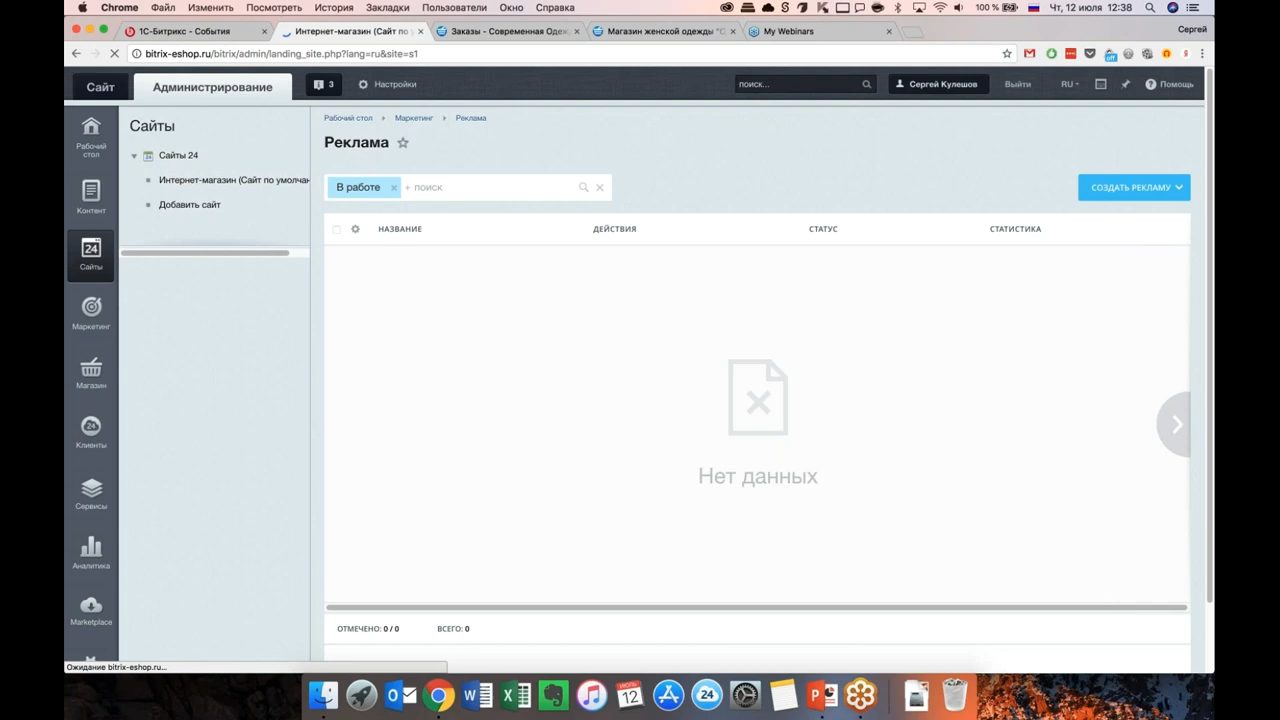 Chrome Файл Изменить Посмотреть История Закладки Пользователи Окно Справка
100 % Чт, 12 июля 12:38
1С-Битрикс - События
Интернет-магазин (Сайт по у
Заказы - Современная Одеж
Магазин женской одежды "С
My Webinars
Сергей
bitrix-eshop.ru/bitrix/admin/landing_site.php?lang=ru&site=s1
Сайт
Администрирование
3
Настройки
поиск...
Сергей Кулешов
Выйти
RU
Помощь
Рабочий стол
Контент
24
Сайты
Маркетинг
Магазин
24
Клиенты
Сервисы
Аналитика
Marketplace
Сайты
Сайты 24
Интернет-магазин (Сайт по умолчан
Добавить сайт
Рабочий стол Маркетинг Реклама
Реклама
В работе × + поиск
СОЗДАТЬ РЕКЛАМУ
НАЗВАНИЕ ДЕЙСТВИЯ СТАТУС СТАТИСТИКА
Нет данных
ОТМЕЧЕНО: 0 / 0 ВСЕГО: 0
Ожидание bitrix-eshop.ru...
ИЮЛЬ
12
24